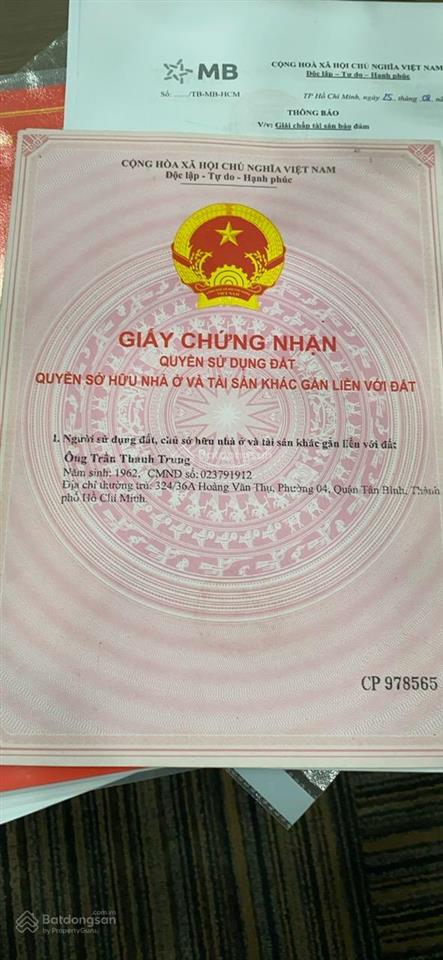 MB
Số: ....../TB-MB-HCM
CỘNG HOÀ XÃ HỘI CHỦ NGHĨA VIỆT NAM
Độc lập - Tự do - Hạnh phúc
TP Hồ Chí Minh, ngày 25 tháng 08
THÔNG BÁO
V/v: Giải chấp tài sản bảo đảm
CỘNG HÒA XÃ HỘI CHỦ NGHĨA VIỆT NAM
Độc lập - Tự do - Hạnh phúc
VIỆT NAM
GIẤY CHỨNG NHẬN
QUYỀN SỬ DỤNG ĐẤT
QUYỀN SỞ HỮU NHÀ Ở VÀ TÀI SẢN KHÁC GẮN LIỀN VỚI ĐẤT
I. Người sử dụng đất, chủ sở hữu nhà ở và tài sản khác gắn liền với đất
Ông Trần Thanh Trung
Năm sinh: 1962, CMND số: 023791912
Địa chỉ thường trú: 324/36A Hoàng Văn Thụ, Phường 04, Quận Tân Bình, Thành
phố Hồ Chí Minh.
CP 978565
Batdongsan.com.vn
by PropertyGuru